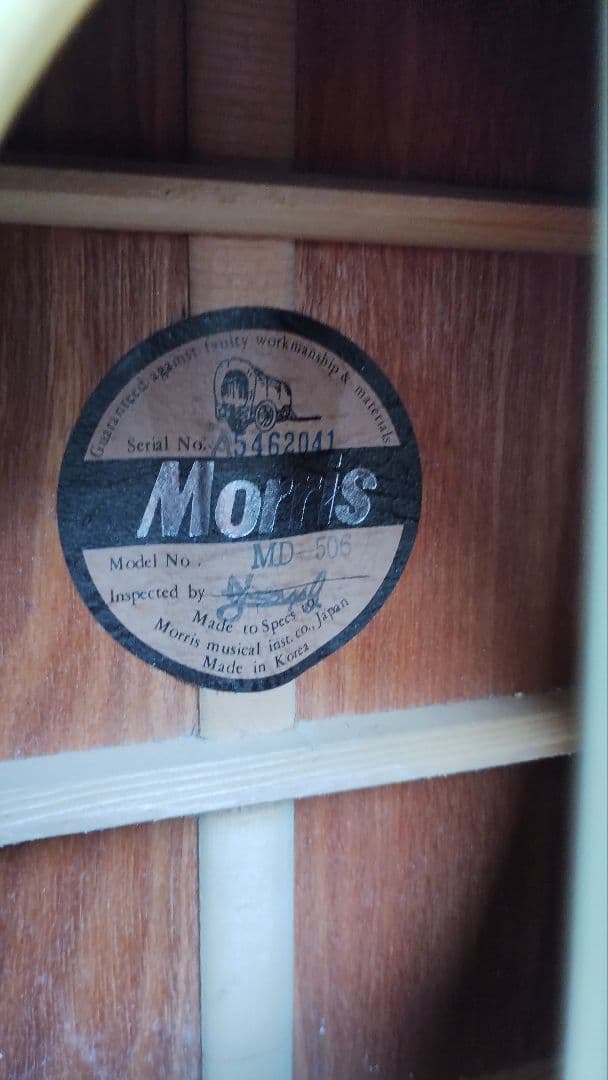 Guaranteed against faulty workmanship & materials
Serial No. A5462041
Morris
Model No. MD-506
Inspected by
Made to Specs of
Morris musical inst. co., Japan
Made in Korea